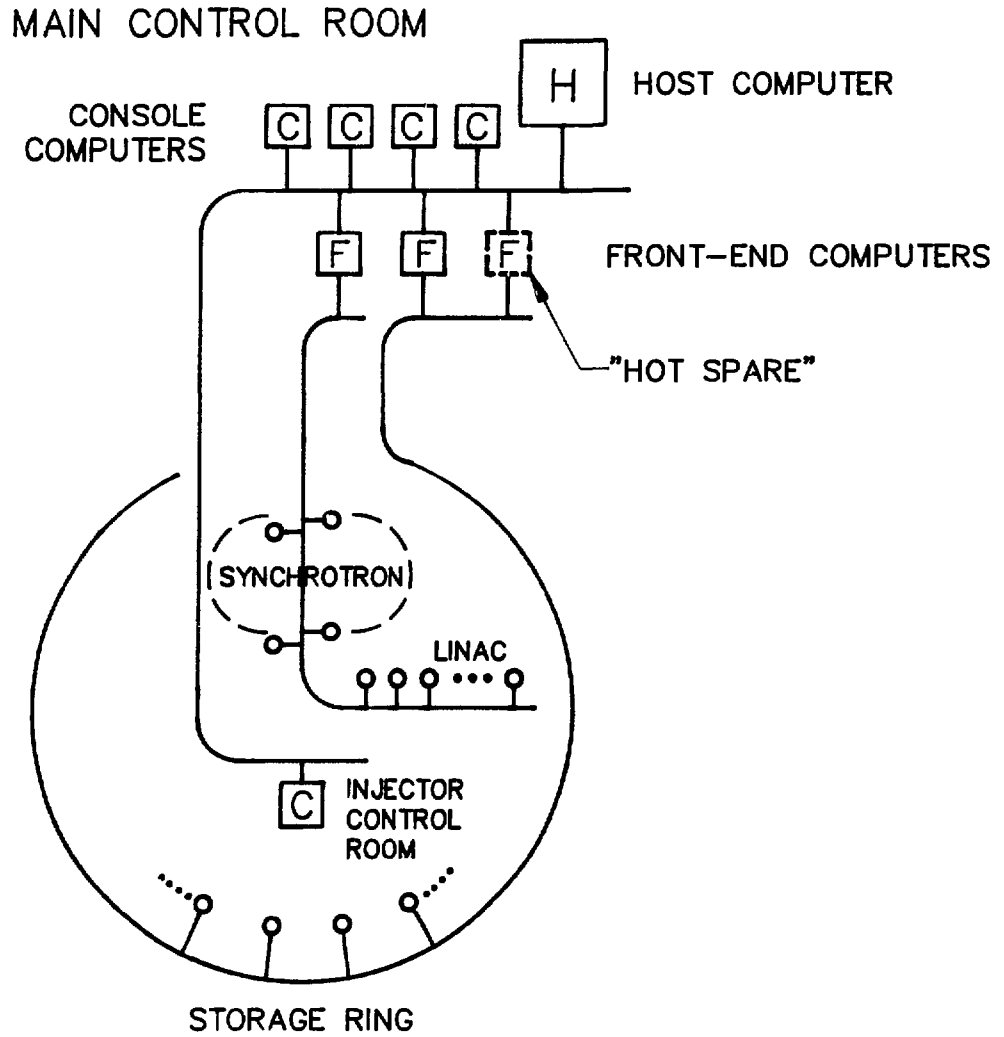 MAIN CONTROL ROOM
H
HOST COMPUTER
CONSOLE
COMPUTERS
C C C C
F F F
FRONT-END COMPUTERS
"HOT SPARE"
SYNCHROTRON
LINAC
C
INJECTOR
CONTROL
ROOM
STORAGE RING